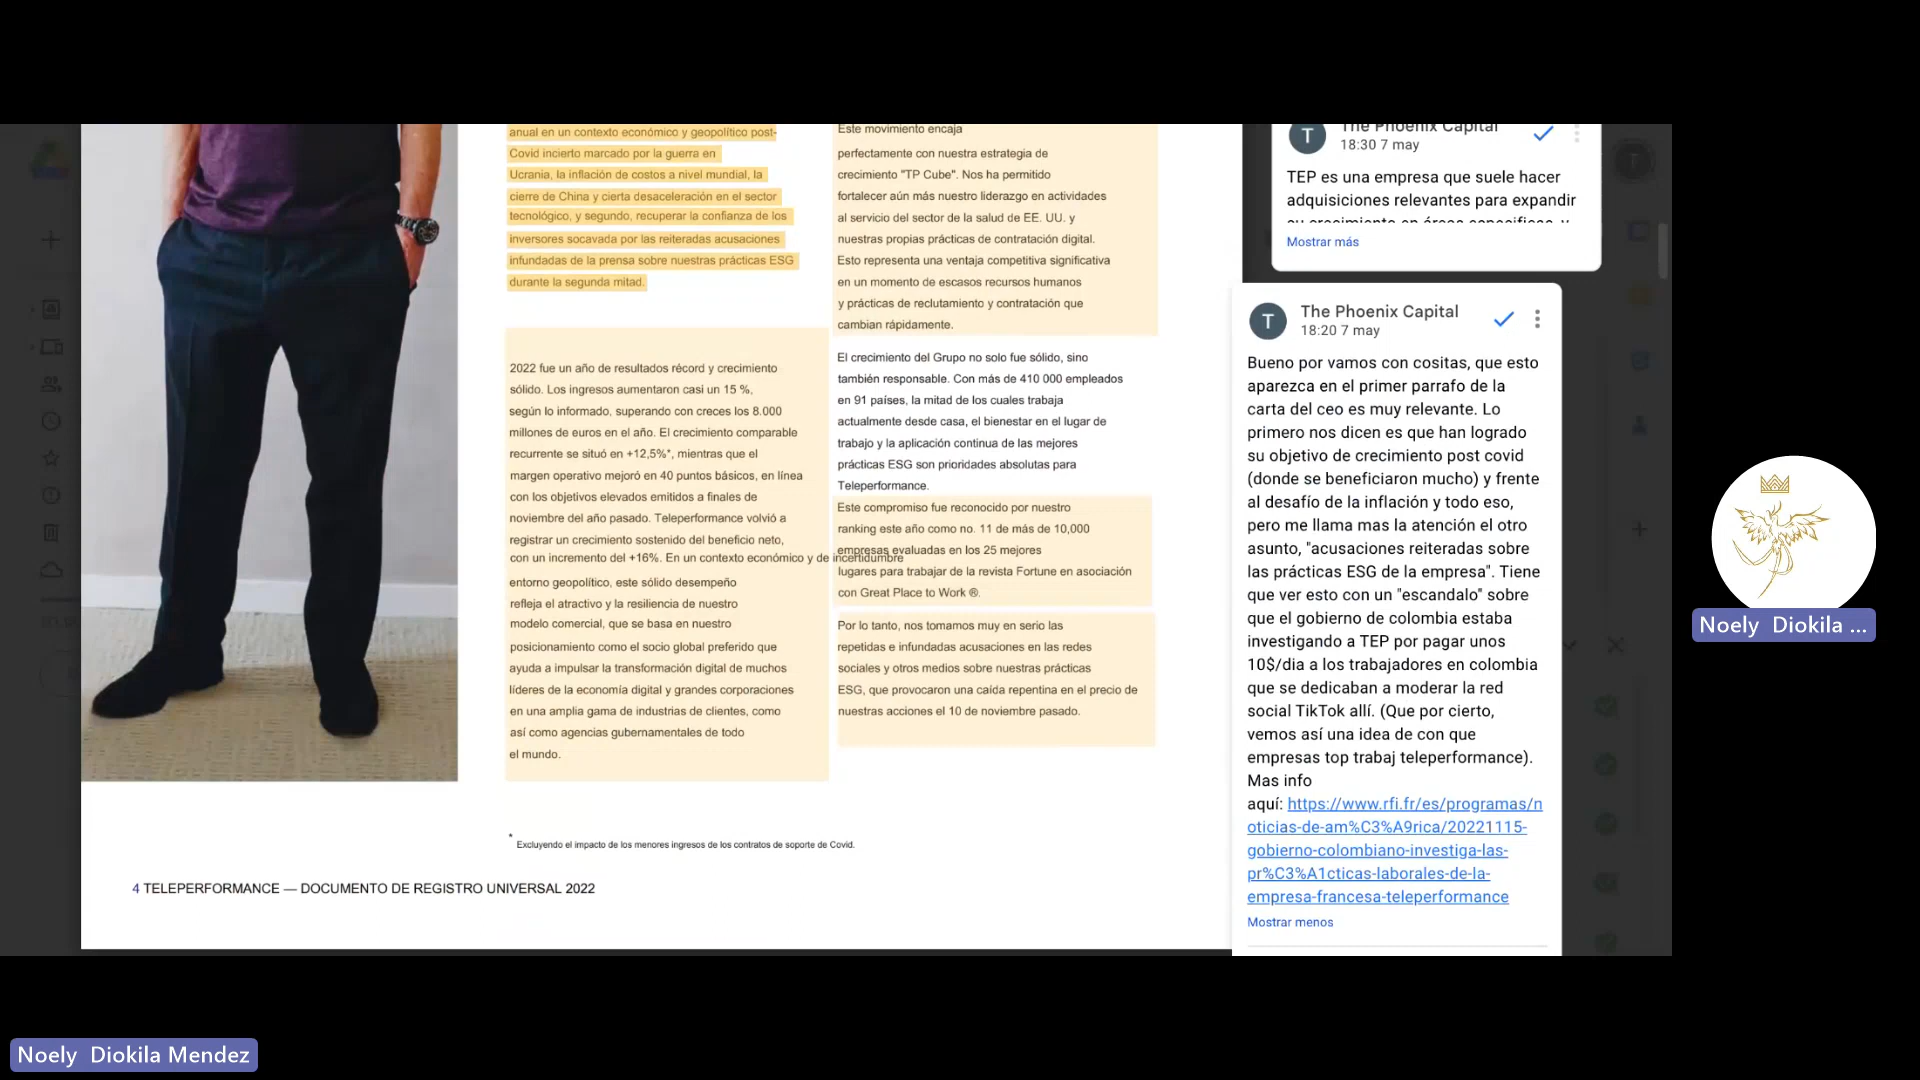 anual en un contexto económico y geopolítico post-
Covid incierto marcado por la guerra en
Ucrania, la inflación de costos a nivel mundial, la
cierre de China y cierta desaceleración en el sector
tecnológico, y segundo, recuperar la confianza de los
inversores socavada por las reiteradas acusaciones
infundadas de la prensa sobre nuestras prácticas ESG
durante la segunda mitad.
2022 fue un año de resultados récord y crecimiento
sólido. Los ingresos aumentaron casi un 15 %,
según lo informado, superando con creces los 8.000
millones de euros en el año. El crecimiento comparable
recurrente se situó en +12,5%*, mientras que el
margen operativo mejoró en 40 puntos básicos, en línea
con los objetivos elevados emitidos a finales de
noviembre del año pasado. Teleperformance volvió a
registrar un crecimiento sostenido del beneficio neto,
con un incremento del +16%. En un contexto económico y de incertidumbre
entorno geopolítico, este sólido desempeño
refleja el atractivo y la resiliencia de nuestro
modelo comercial, que se basa en nuestro
posicionamiento como el socio global preferido que
ayuda a impulsar la transformación digital de muchos
líderes de la economía digital y grandes corporaciones
en una amplia gama de industrias de clientes, como
así como agencias gubernamentales de todo
el mundo.
Este movimiento encaja
perfectamente con nuestra estrategia de
crecimiento "TP Cube". Nos ha permitido
fortalecer aún más nuestro liderazgo en actividades
al servicio del sector de la salud de EE. UU. y
nuestras propias prácticas de contratación digital.
Esto representa una ventaja competitiva significativa
en un momento de escasos recursos humanos
y prácticas de reclutamiento y contratación que
cambian rápidamente.
El crecimiento del Grupo no solo fue sólido, sino
también responsable. Con más de 410 000 empleados
en 91 países, la mitad de los cuales trabaja
actualmente desde casa, el bienestar en el lugar de
trabajo y la aplicación continua de las mejores
prácticas ESG son prioridades absolutas para
Teleperformance.
Este compromiso fue reconocido por nuestro
ranking este año como no. 11 de más de 10,000
empresas evaluadas en los 25 mejores
lugares para trabajar de la revista Fortune en asociación
con Great Place to Work ®.
Por lo tanto, nos tomamos muy en serio las
repetidas e infundadas acusaciones en las redes
sociales y otros medios sobre nuestras prácticas
ESG, que provocaron una caída repentina en el precio de
nuestras acciones el 10 de noviembre pasado.
* Excluyendo el impacto de los menores ingresos de los contratos de soporte de Covid.
4 TELEPERFORMANCE — DOCUMENTO DE REGISTRO UNIVERSAL 2022
T
The Phoenix Capital
18:30 7 may
TEP es una empresa que suele hacer
adquisiciones relevantes para expandir
su crecimiento en áreas especificas, y
Mostrar más
T
The Phoenix Capital
18:20 7 may
Bueno por vamos con cositas, que esto
aparezca en el primer parrafo de la
carta del ceo es muy relevante. Lo
primero nos dicen es que han logrado
su objetivo de crecimiento post covid
(donde se beneficiaron mucho) y frente
al desafío de la inflación y todo eso,
pero me llama mas la atención el otro
asunto, "acusaciones reiteradas sobre
las prácticas ESG de la empresa". Tiene
que ver esto con un "escandalo" sobre
que el gobierno de colombia estaba
investigando a TEP por pagar unos
10$/dia a los trabajadores en colombia
que se dedicaban a moderar la red
social TikTok allí. (Que por cierto,
vemos así una idea de con que
empresas top trabaj teleperformance).
Mas info
aquí: https://www.rfi.fr/es/programas/n
oticias-de-am%C3%A9rica/20221115-
gobierno-colombiano-investiga-las-
pr%C3%A1cticas-laborales-de-la-
empresa-francesa-teleperformance
Mostrar menos
Noely Diokila ...
Noely Diokila Mendez